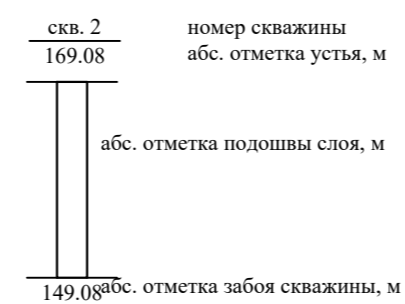 скв. 2 номер скважины
169.08 абс. отметка устья, м
абс. отметка подошвы слоя, м
149.08 абс. отметка забоя скважины, м